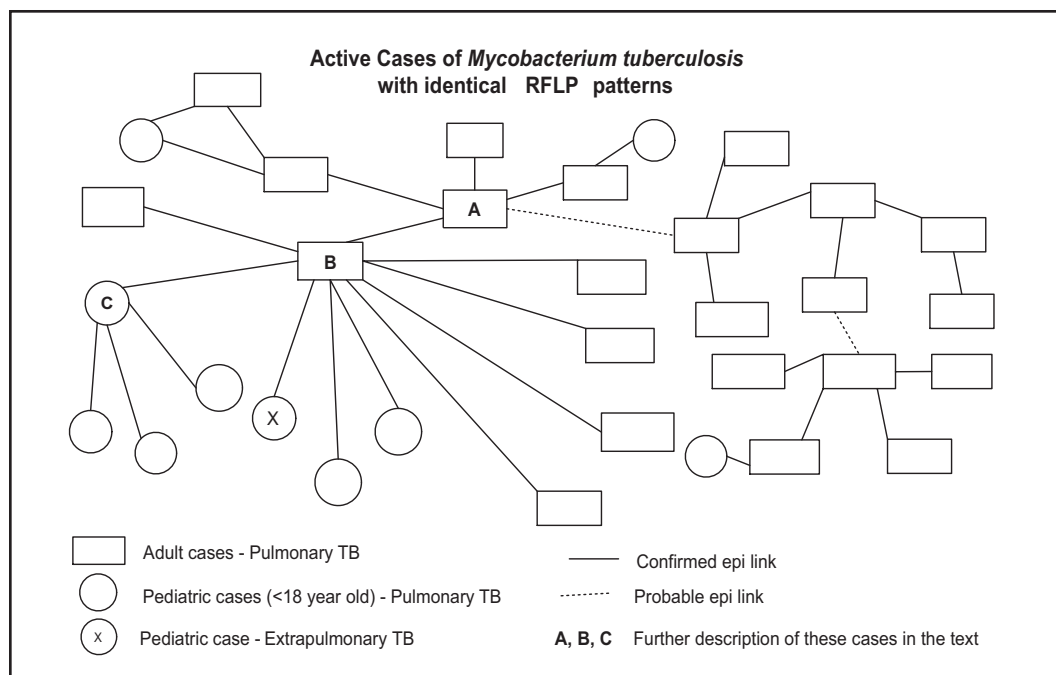 Active Cases of Mycobacterium tuberculosis
with identical RFLP patterns
A
B
C
X
Adult cases - Pulmonary TB
Pediatric cases (<18 year old) - Pulmonary TB
X
Pediatric case - Extrapulmonary TB
Confirmed epi link
Probable epi link
A, B, C Further description of these cases in the text